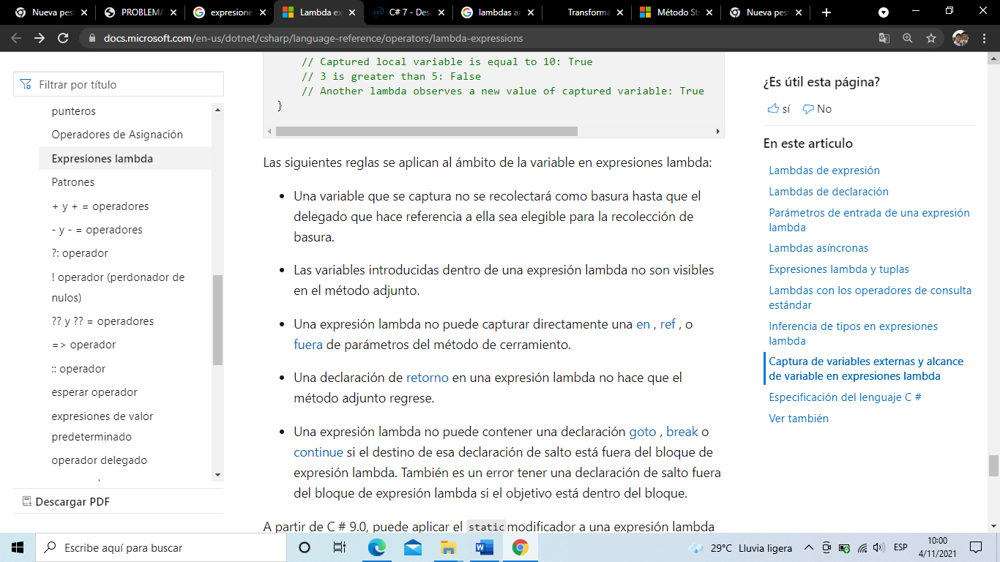 Nueva pes
PROBLEMA
expresione
Lambda ex
C# 7 - Desa
lambdas an
Transforma
Método St
Nueva pes
docs.microsoft.com/en-us/dotnet/csharp/language-reference/operators/lambda-expressions
Filtrar por título
punteros
Operadores de Asignación
Expresiones lambda
Patrones
+ y + = operadores
- y - = operadores
?: operador
! operador (perdonador de
nulos)
?? y ?? = operadores
=> operador
:: operador
esperar operador
expresiones de valor
predeterminado
operador delegado
Descargar PDF
// Captured local variable is equal to 10: True
// 3 is greater than 5: False
// Another lambda observes a new value of captured variable: True
}
Las siguientes reglas se aplican al ámbito de la variable en expresiones lambda:
• Una variable que se captura no se recolectará como basura hasta que el
delegado que hace referencia a ella sea elegible para la recolección de
basura.
• Las variables introducidas dentro de una expresión lambda no son visibles
en el método adjunto.
• Una expresión lambda no puede capturar directamente una en , ref , o
fuera de parámetros del método de cerramiento.
• Una declaración de retorno en una expresión lambda no hace que el
método adjunto regrese.
• Una expresión lambda no puede contener una declaración goto , break o
continue si el destino de esa declaración de salto está fuera del bloque de
expresión lambda. También es un error tener una declaración de salto fuera
del bloque de expresión lambda si el objetivo está dentro del bloque.
A partir de C # 9.0, puede aplicar el static modificador a una expresión lambda
¿Es útil esta página?
sí No
En este articulo
Lambdas de expresión
Lambdas de declaración
Parámetros de entrada de una expresión
lambda
Lambdas asíncronas
Expresiones lambda y tuplas
Lambdas con los operadores de consulta
estándar
Inferencia de tipos en expresiones
lambda
Captura de variables externas y alcance
de variable en expresiones lambda
Especificación del lenguaje C #
Ver también
Escribe aquí para buscar
29°C Lluvia ligera
ESP
10:00
4/11/2021